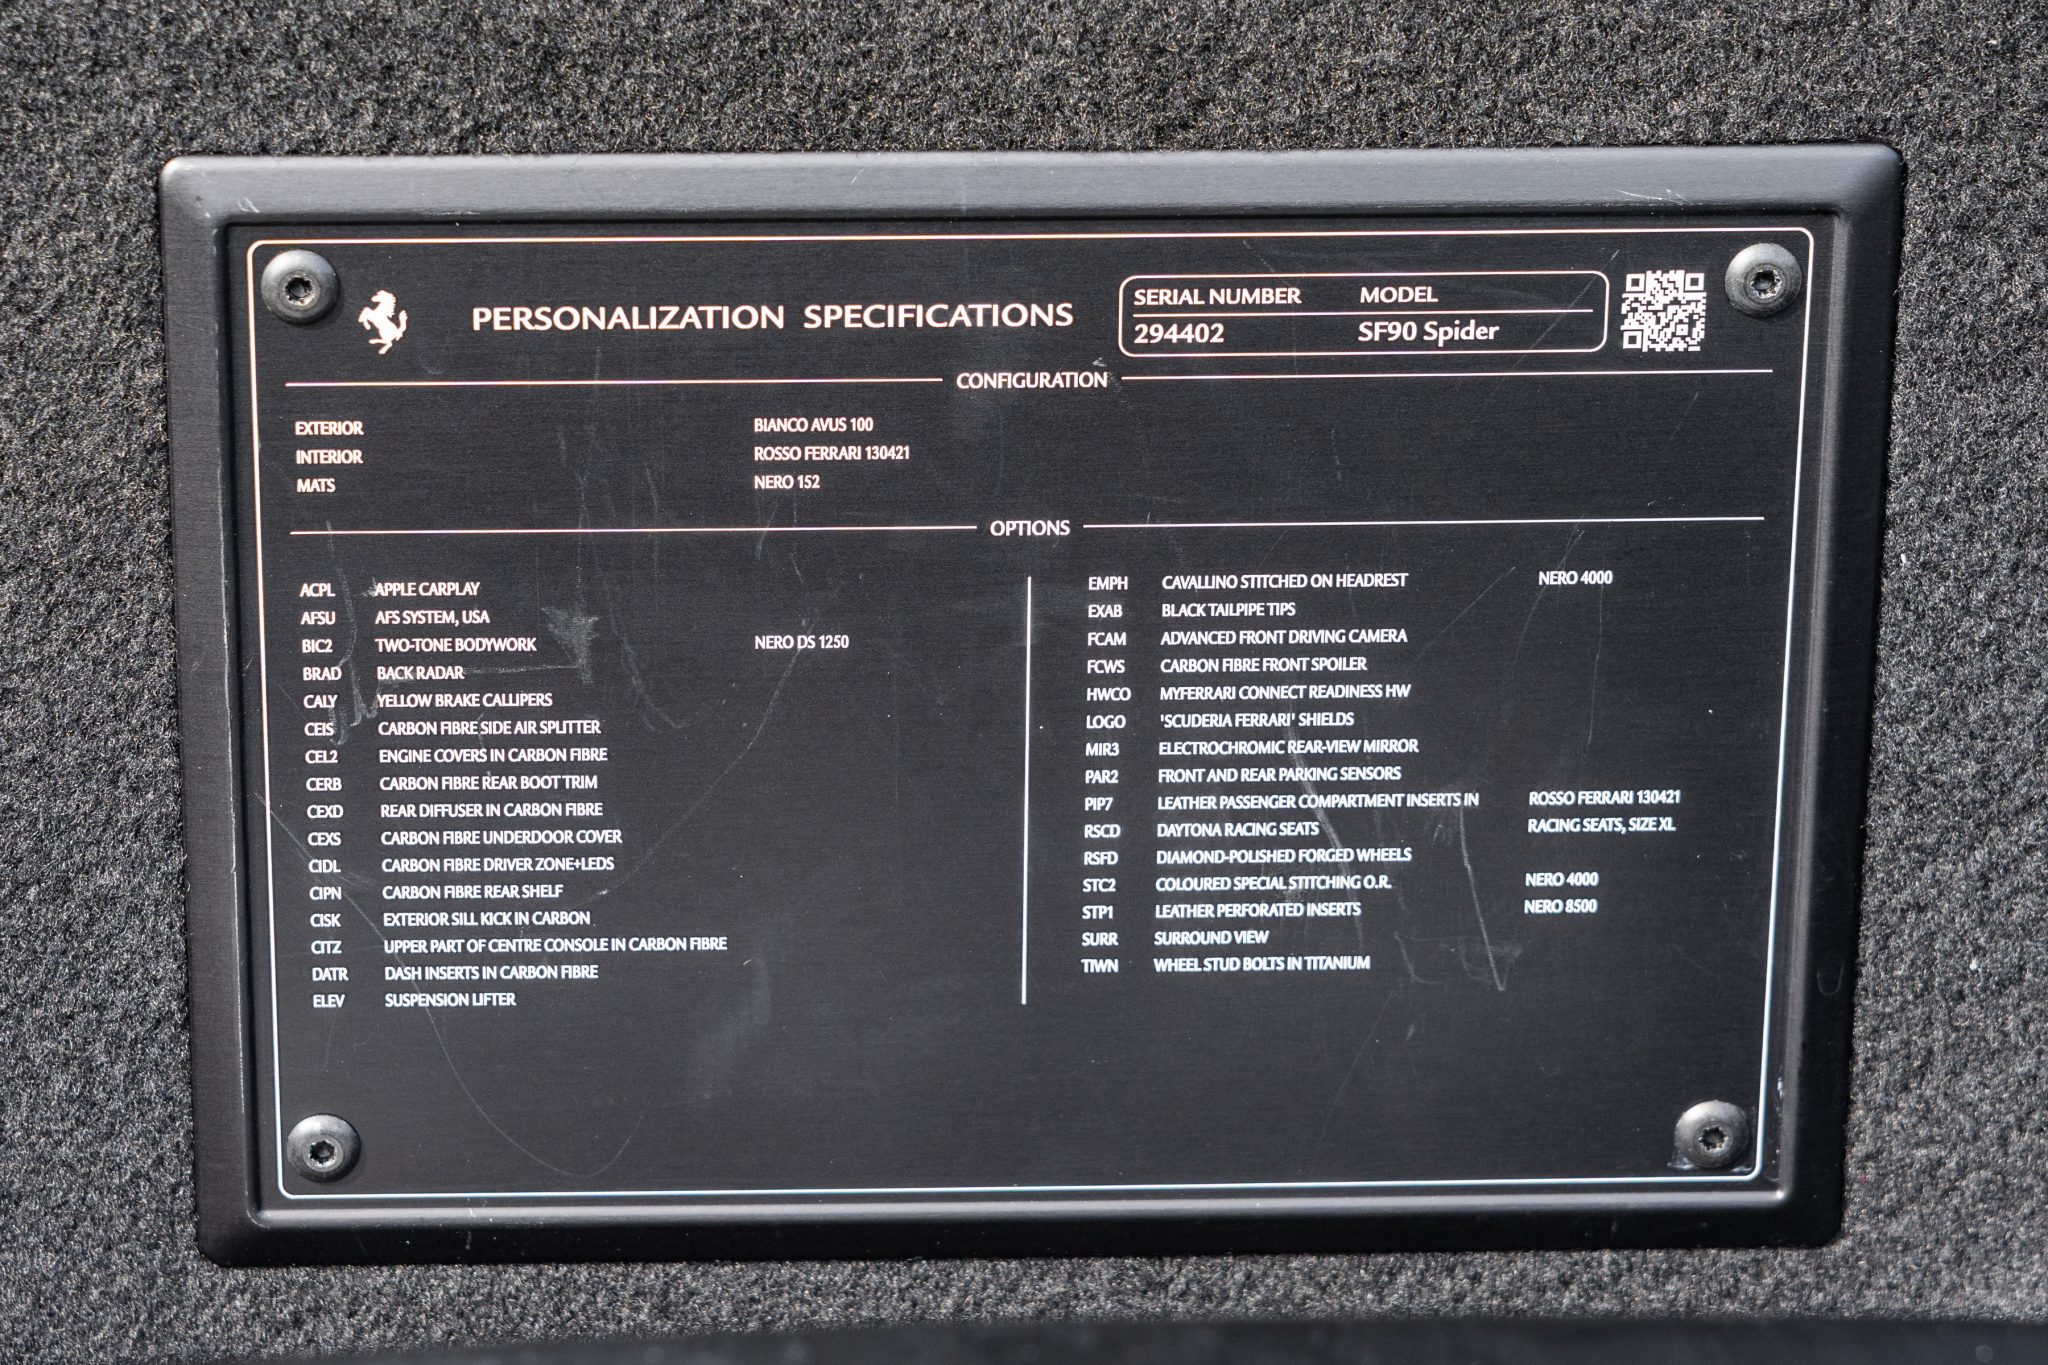 PERSONALIZATION SPECIFICATIONS
SERIAL NUMBER MODEL
294402 SF90 Spider
CONFIGURATION
EXTERIOR BIANCO AVUS 100
INTERIOR ROSSO FERRARI 130421
MATS NERO 152
OPTIONS
ACPL APPLE CARPLAY
AFSU AFS SYSTEM, USA
BIC2 TWO-TONE BODYWORK NERO DS 1250
BRAD BACK RADAR
CALY YELLOW BRAKE CALLIPERS
CEIS CARBON FIBRE SIDE AIR SPLITTER
CEL2 ENGINE COVERS IN CARBON FIBRE
CERB CARBON FIBRE REAR BOOT TRIM
CEXD REAR DIFFUSER IN CARBON FIBRE
CEXS CARBON FIBRE UNDERDOOR COVER
CIDL CARBON FIBRE DRIVER ZONE+LEDS
CIPN CARBON FIBRE REAR SHELF
CISK EXTERIOR SILL KICK IN CARBON
CITZ UPPER PART OF CENTRE CONSOLE IN CARBON FIBRE
DATR DASH INSERTS IN CARBON FIBRE
ELEV SUSPENSION LIFTER
EMPH CAVALLINO STITCHED ON HEADREST NERO 4000
EXAB BLACK TAILPIPE TIPS
FCAM ADVANCED FRONT DRIVING CAMERA
FCWS CARBON FIBRE FRONT SPOILER
HWCO MYFERRARI CONNECT READINESS HW
LOGO 'SCUDERIA FERRARI' SHIELDS
MIR3 ELECTROCHROMIC REAR-VIEW MIRROR
PAR2 FRONT AND REAR PARKING SENSORS
PIP7 LEATHER PASSENGER COMPARTMENT INSERTS IN ROSSO FERRARI 130421
RSCD DAYTONA RACING SEATS RACING SEATS, SIZE XL
RSFD DIAMOND-POLISHED FORGED WHEELS
STC2 COLOURED SPECIAL STITCHING O.R. NERO 4000
STP1 LEATHER PERFORATED INSERTS NERO 8500
SURR SURROUND VIEW
TIWN WHEEL STUD BOLTS IN TITANIUM